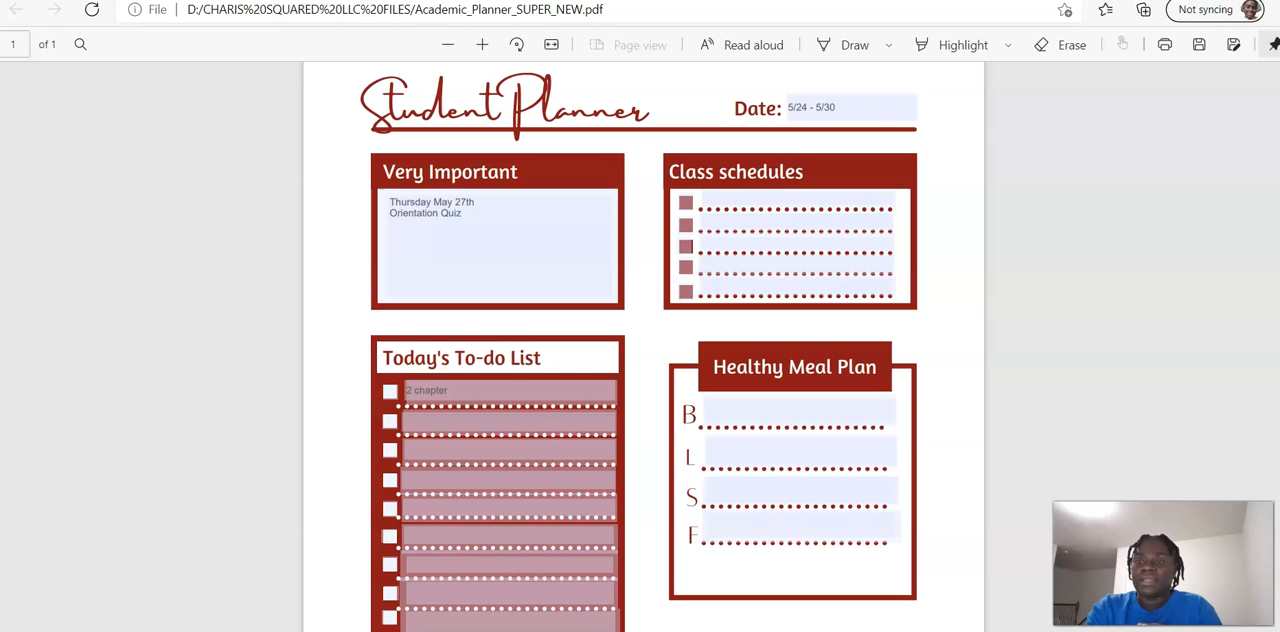 File
D:/CHARIS%20SQUARED%20LLC%20FILES/Academic_Planner_SUPER_NEW.pdf
Not syncing
1 of 1
Page view
Read aloud
Draw
Highlight
Erase
Student Planner
Date: 5/24 - 5/30
Very Important
Thursday May 27th
Orientation Quiz
Class schedules
Today's To-do List
2 chapter
Healthy Meal Plan
B
L
S
F